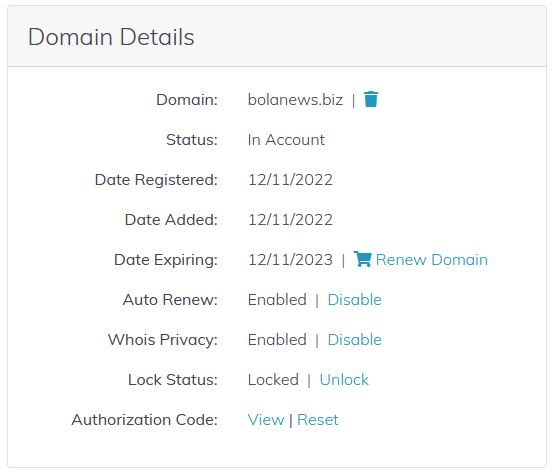 Domain Details
Domain: bolanews.biz |
Status: In Account
Date Registered: 12/11/2022
Date Added: 12/11/2022
Date Expiring: 12/11/2023 | Renew Domain
Auto Renew: Enabled | Disable
Whois Privacy: Enabled | Disable
Lock Status: Locked | Unlock
Authorization Code: View | Reset